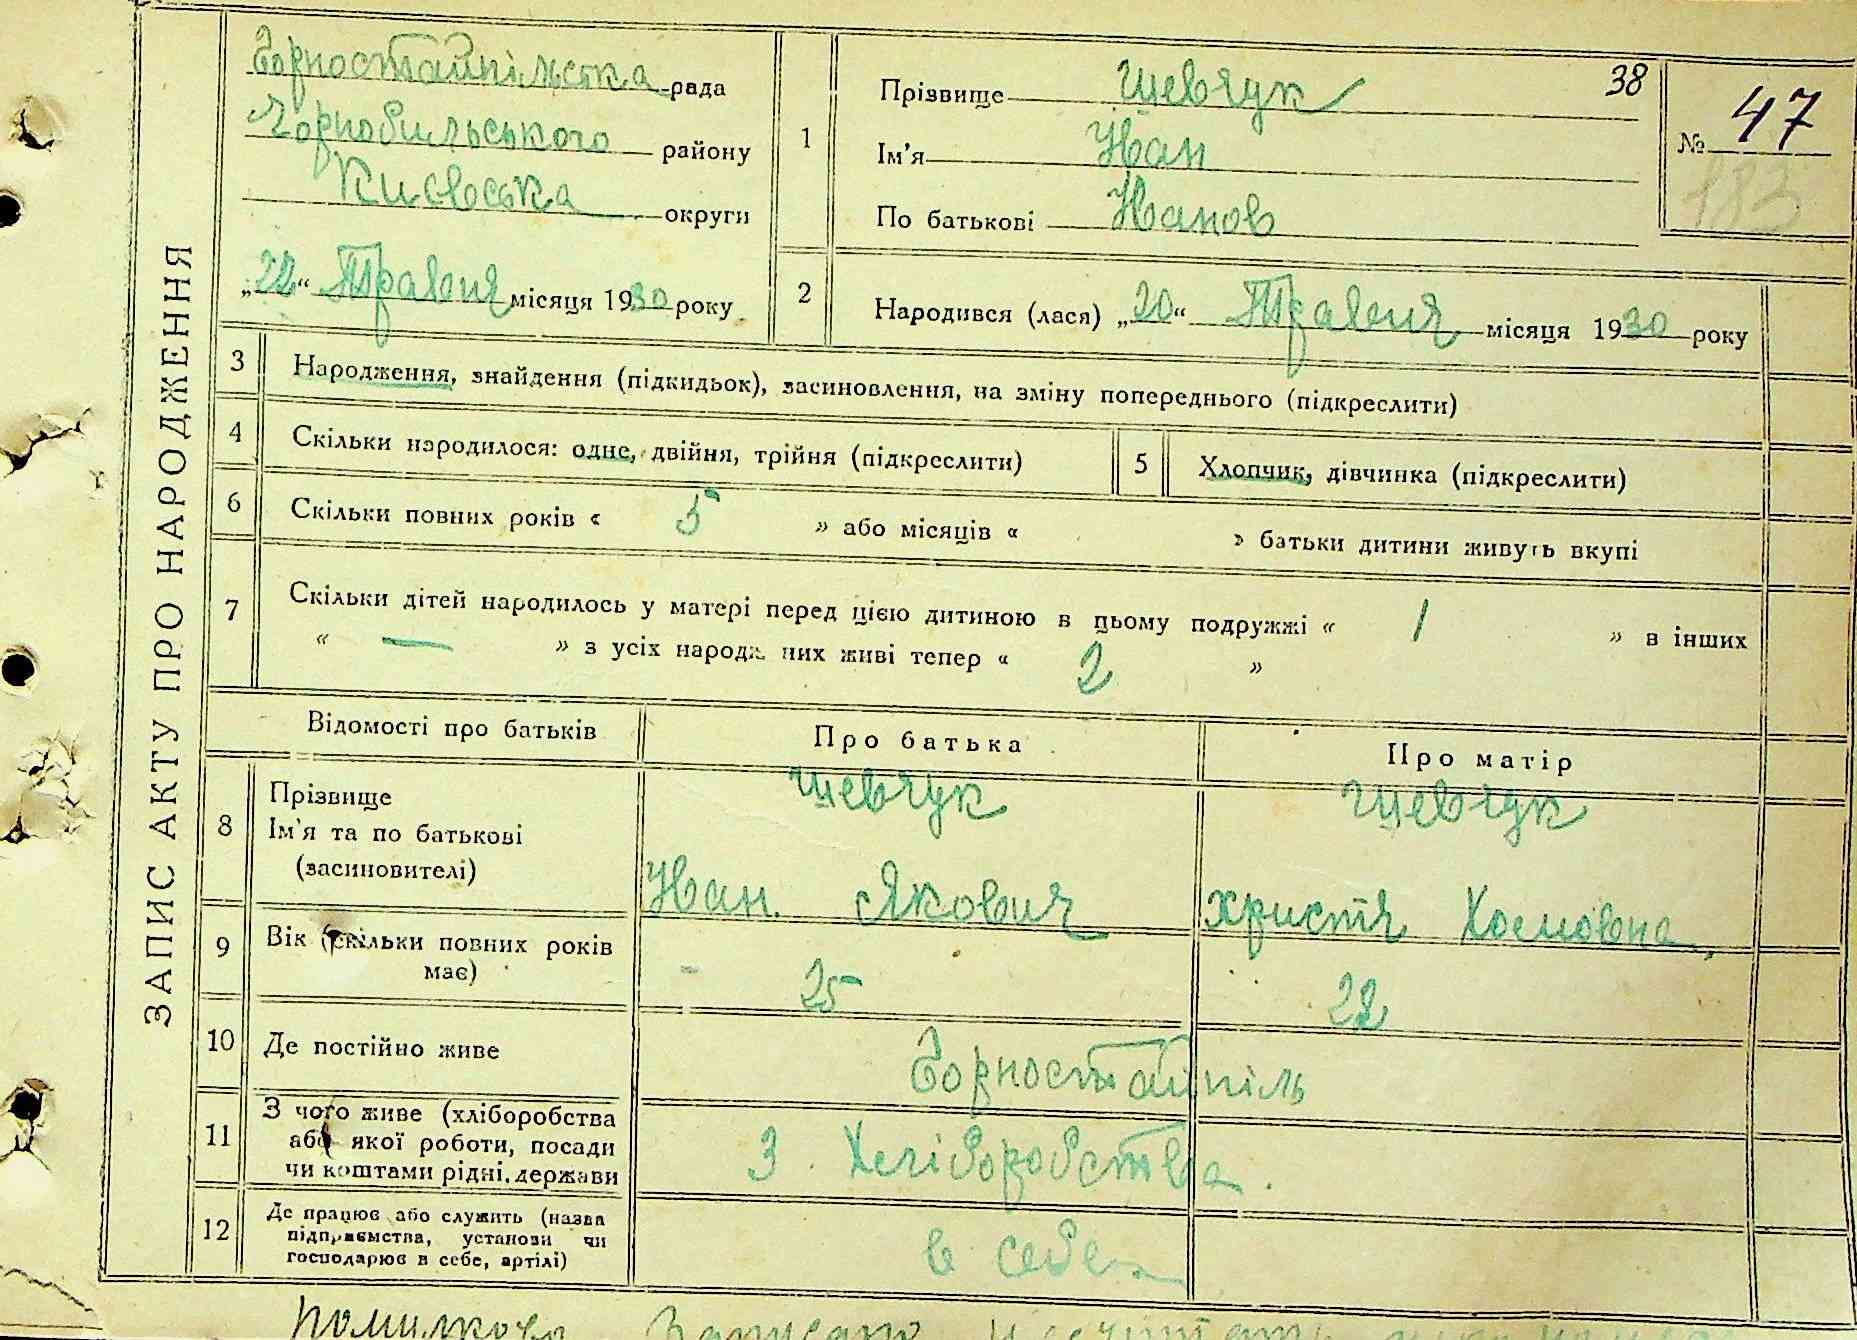 ЗАПИС АКТУ ПРО НАРОДЖЕННЯ
Горностайпільска рада
Чорнобильського району
Київська округи
„22“ Травня місяця 1930 року
1
Прізвище Шевчук
Ім'я Иван
По батькові Иванов
38
№ 47
183
2
Народився (лася) „20“ Травня місяця 1930 року
3
Народження, знайдення (підкидьок), засиновлення, на зміну попереднього (підкреслити)
4
Скільки народилося: одне, двійня, трійня (підкреслити)
5
Хлопчик, дівчинка (підкреслити)
6
Скільки повних років « 5 » або місяців « » батьки дитини живуть вкупі
7
Скільки дітей народилось у матері перед цією дитиною в цьому подружжі « 1 » в інших
« — » з усіх народжених живі тепер « 2 »
Відомості про батьків
Про батька
Про матір
8
Прізвище
Ім'я та по батькові
(засиновителі)
Шевчук
Иван Якович
Шевчук
Христя Хомовна
9
Вік (скільки повних років
має)
25
22
10
Де постійно живе
Горностайпіль
11
З чого живе (хліборобства
або якої роботи, посади
чи коштами рідні, держави
З Хліборобства.
12
Де працює або служить (назва
підприємства, установи чи
господарює в себе, артілі)
в себе
Помилково Записано